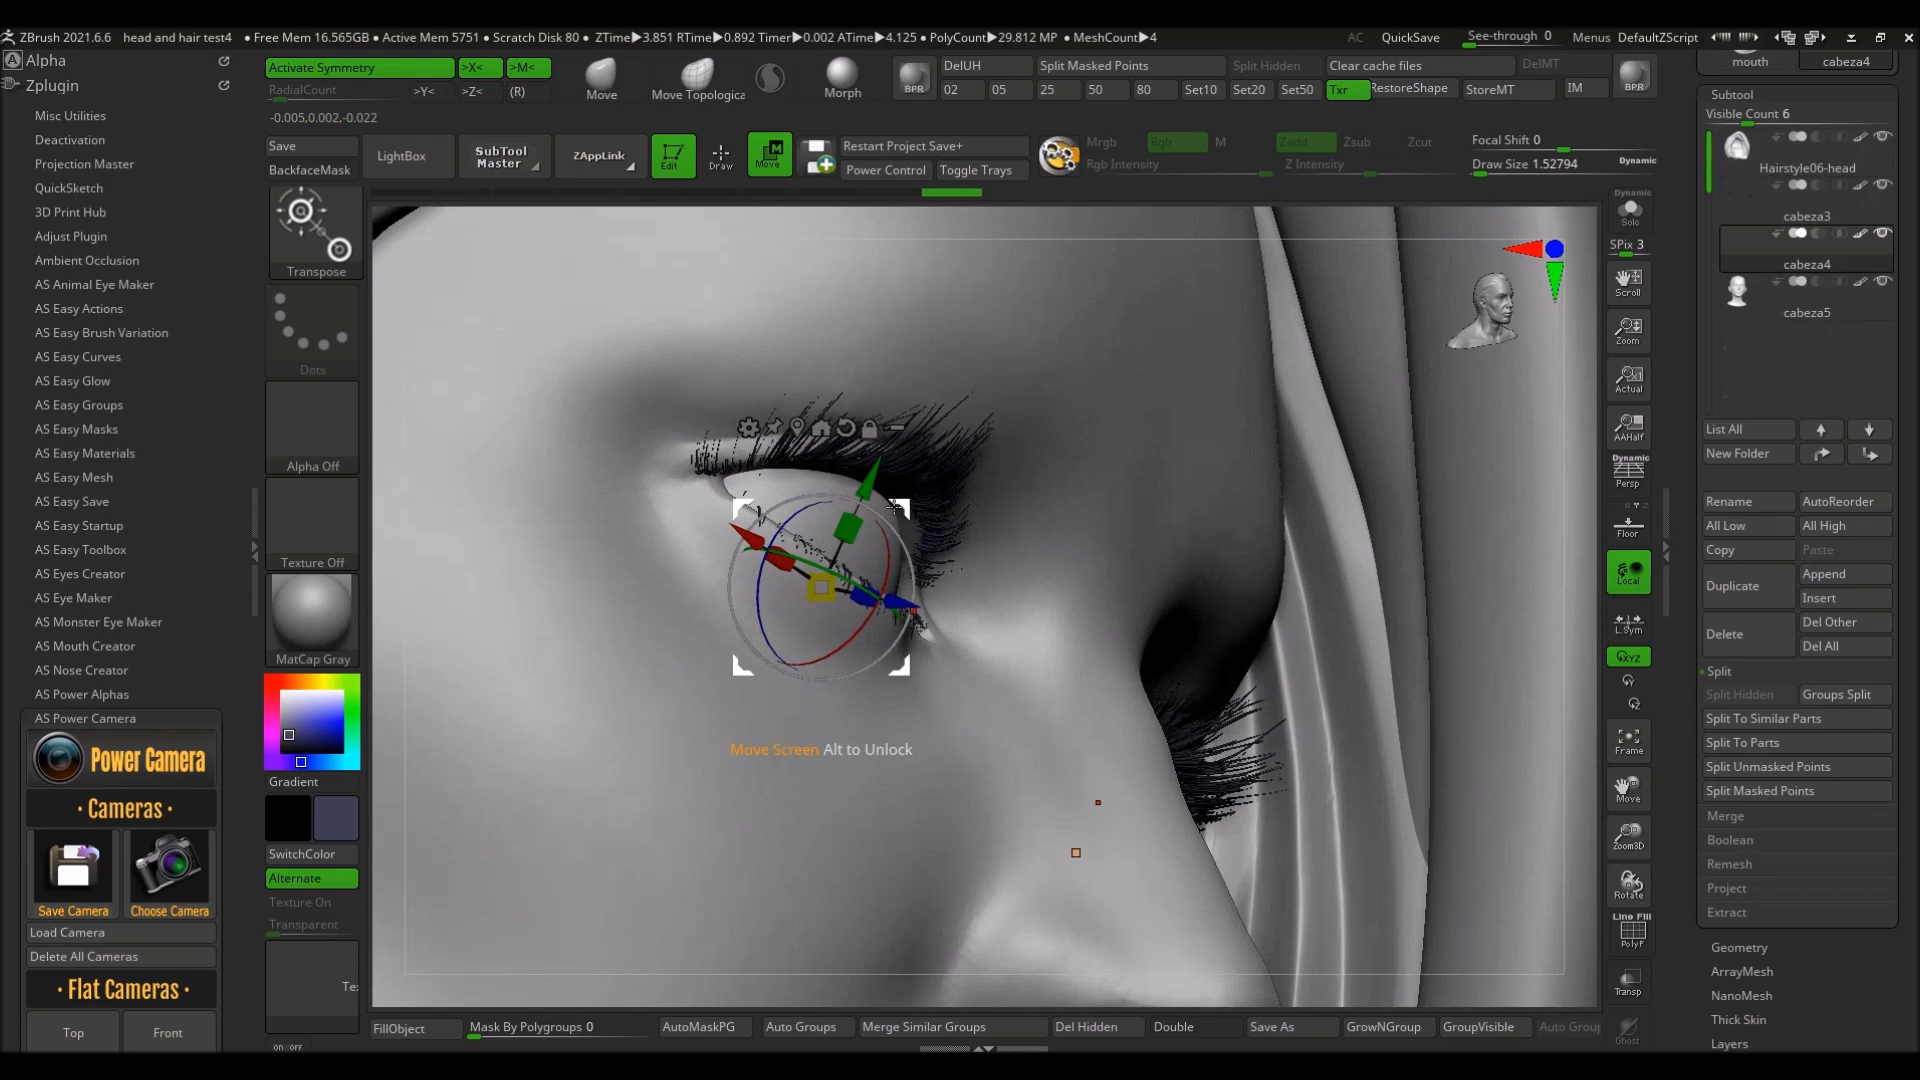 ZBrush 2021.6.6 head and hair test4 • Free Mem 16.565GB • Active Mem 5751 • Scratch Disk 80 • ZTime▶3.851 RTime▶0.892 Timer▶0.002 ATime▶4.125 • PolyCount▶29.812 MP • MeshCount▶4 AC QuickSave See-through 0 Menus DefaultZScript
Alpha
Zplugin
Misc Utilities
Deactivation
Projection Master
QuickSketch
3D Print Hub
Adjust Plugin
Ambient Occlusion
AS Animal Eye Maker
AS Easy Actions
AS Easy Brush Variation
AS Easy Curves
AS Easy Glow
AS Easy Groups
AS Easy Masks
AS Easy Materials
AS Easy Mesh
AS Easy Save
AS Easy Startup
AS Easy Toolbox
AS Eyes Creator
AS Eye Maker
AS Monster Eye Maker
AS Mouth Creator
AS Nose Creator
AS Power Alphas
AS Power Camera
Power Camera
· Cameras ·
Save Camera Choose Camera
Load Camera
Delete All Cameras
· Flat Cameras ·
Top Front
Activate Symmetry >X< >M<
RadialCount >Y< >Z< (R)
-0.005,0.002,-0.022
Move Move Topologica Morph BPR
DelUH Split Masked Points Split Hidden Clear cache files DelMT
02 05 25 50 80 Set10 Set20 Set50 Txr RestoreShape StoreMT IM BPR
Save
BackfaceMask
LightBox SubTool Master ZAppLink Edit Draw Move
Restart Project Save+
Power Control Toggle Trays
Mrgb Rgb M Zadd Zsub Zcut
Rgb Intensity Z Intensity
Focal Shift 0
Draw Size 1.52794 Dynamic
Transpose
Dots
Alpha Off
Texture Off
MatCap Gray
Gradient
SwitchColor
Alternate
Texture On
Transparent
Te
on off
Move Screen Alt to Unlock
FillObject Mask By Polygroups 0 AutoMaskPG Auto Groups Merge Similar Groups Del Hidden Double Save As GrowNGroup GroupVisible Auto Group
Dynamic
Solo
SPix 3
Scroll
Zoom
Actual
AAHalf
Dynamic
Persp
Floor
Local
L.Sym
XYZ
Frame
Move
Zoom3D
Rotate
Line Fill
PolyF
Transp
Ghost
mouth cabeza4
Subtool
Visible Count 6
Hairstyle06-head
cabeza3
cabeza4
cabeza5
List All
New Folder
Rename AutoReorder
All Low All High
Copy Paste
Duplicate Append
Insert
Delete Del Other
Del All
Split
Split Hidden Groups Split
Split To Similar Parts
Split To Parts
Split Unmasked Points
Split Masked Points
Merge
Boolean
Remesh
Project
Extract
Geometry
ArrayMesh
NanoMesh
Thick Skin
Layers